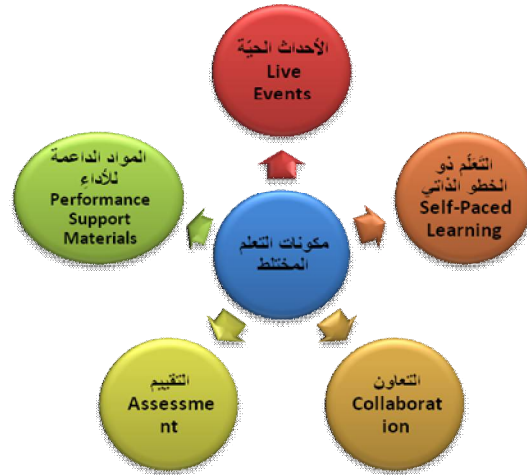 الأحداث الحيّة
Live
Events
المواد الداعمة
للأداءِ
Performance
Support
Materials
التَعَلّم ذو
الخطو الذاتي
Self-Paced
Learning
مكونات التعلم
المختلط
التقييم
Assessme
nt
التعاون
Collaborat
ion